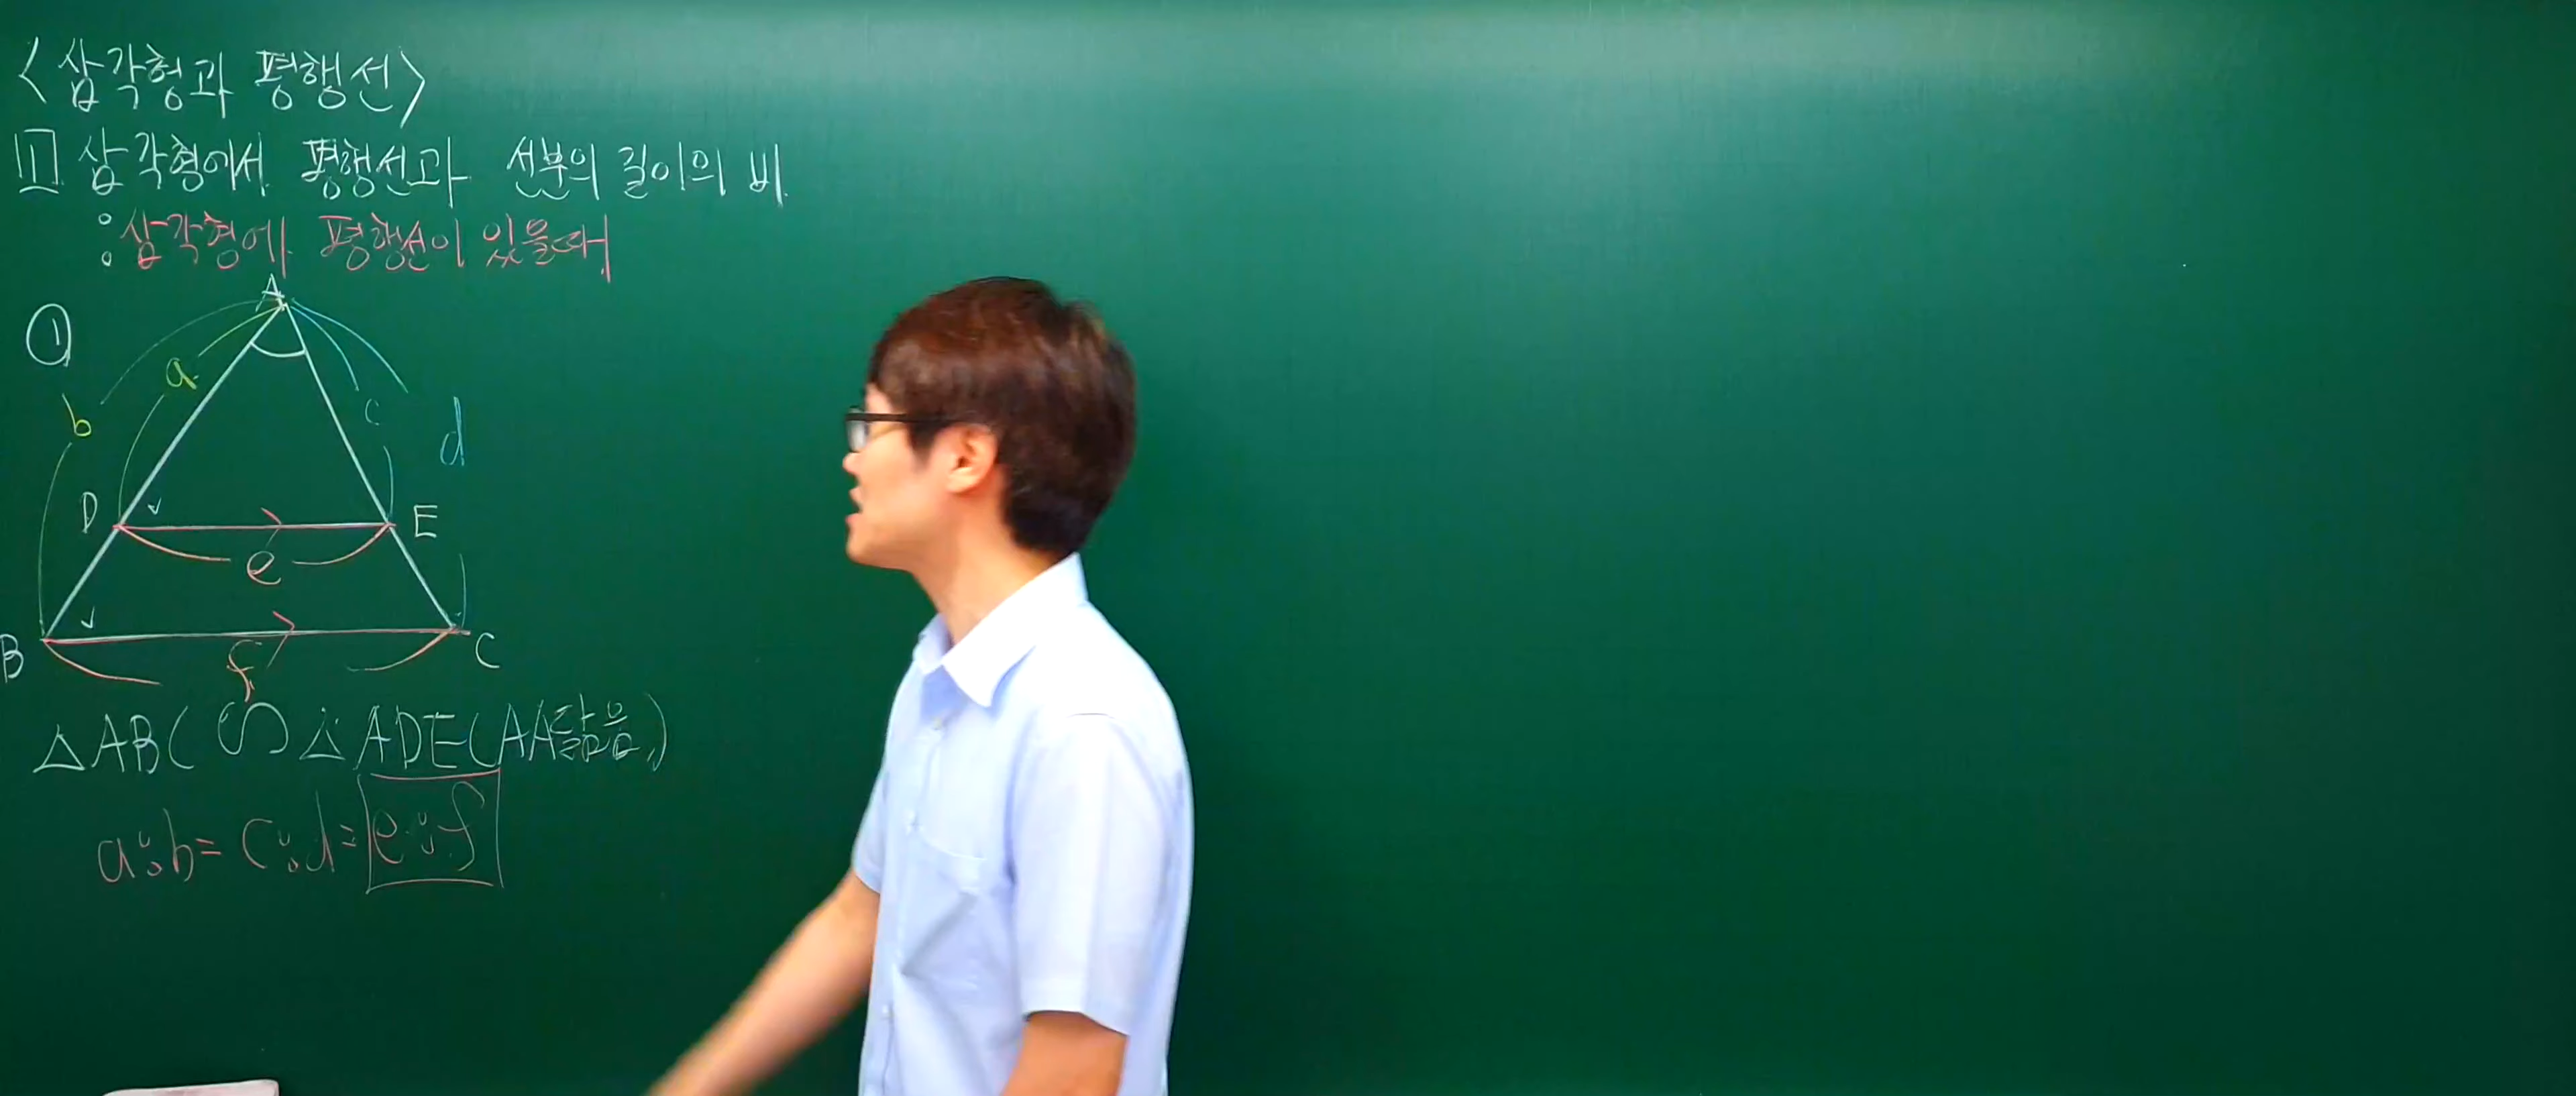 <삼각형과 평행선>
1 삼각형에서 평행선과 선분의 길이의 비
: 삼각형에 평행선이 있을때
①
A
a
b
c
d
D
E
e
B
C
f
△ABC ∽ △ADE(AA닮음)
a:b = c:d = e:f